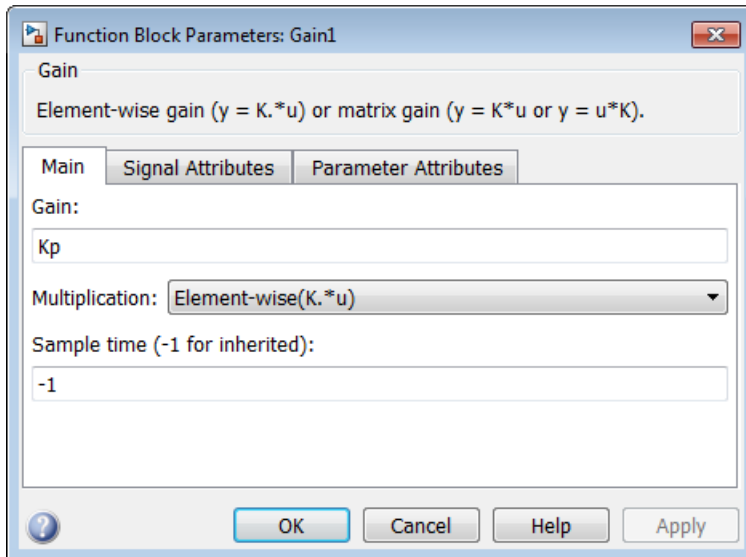 Function Block Parameters: Gain1
Gain
Element-wise gain (y = K.*u) or matrix gain (y = K*u or y = u*K).
Main Signal Attributes Parameter Attributes
Gain:
Kp
Multiplication: Element-wise(K.*u)
Sample time (-1 for inherited):
-1
OK Cancel Help Apply